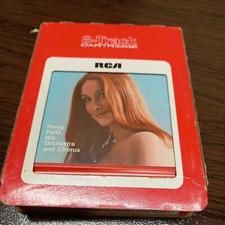 8-Track
CARTRIDGE
RCA
Percy
Faith,
His
Orchestra
and Chorus